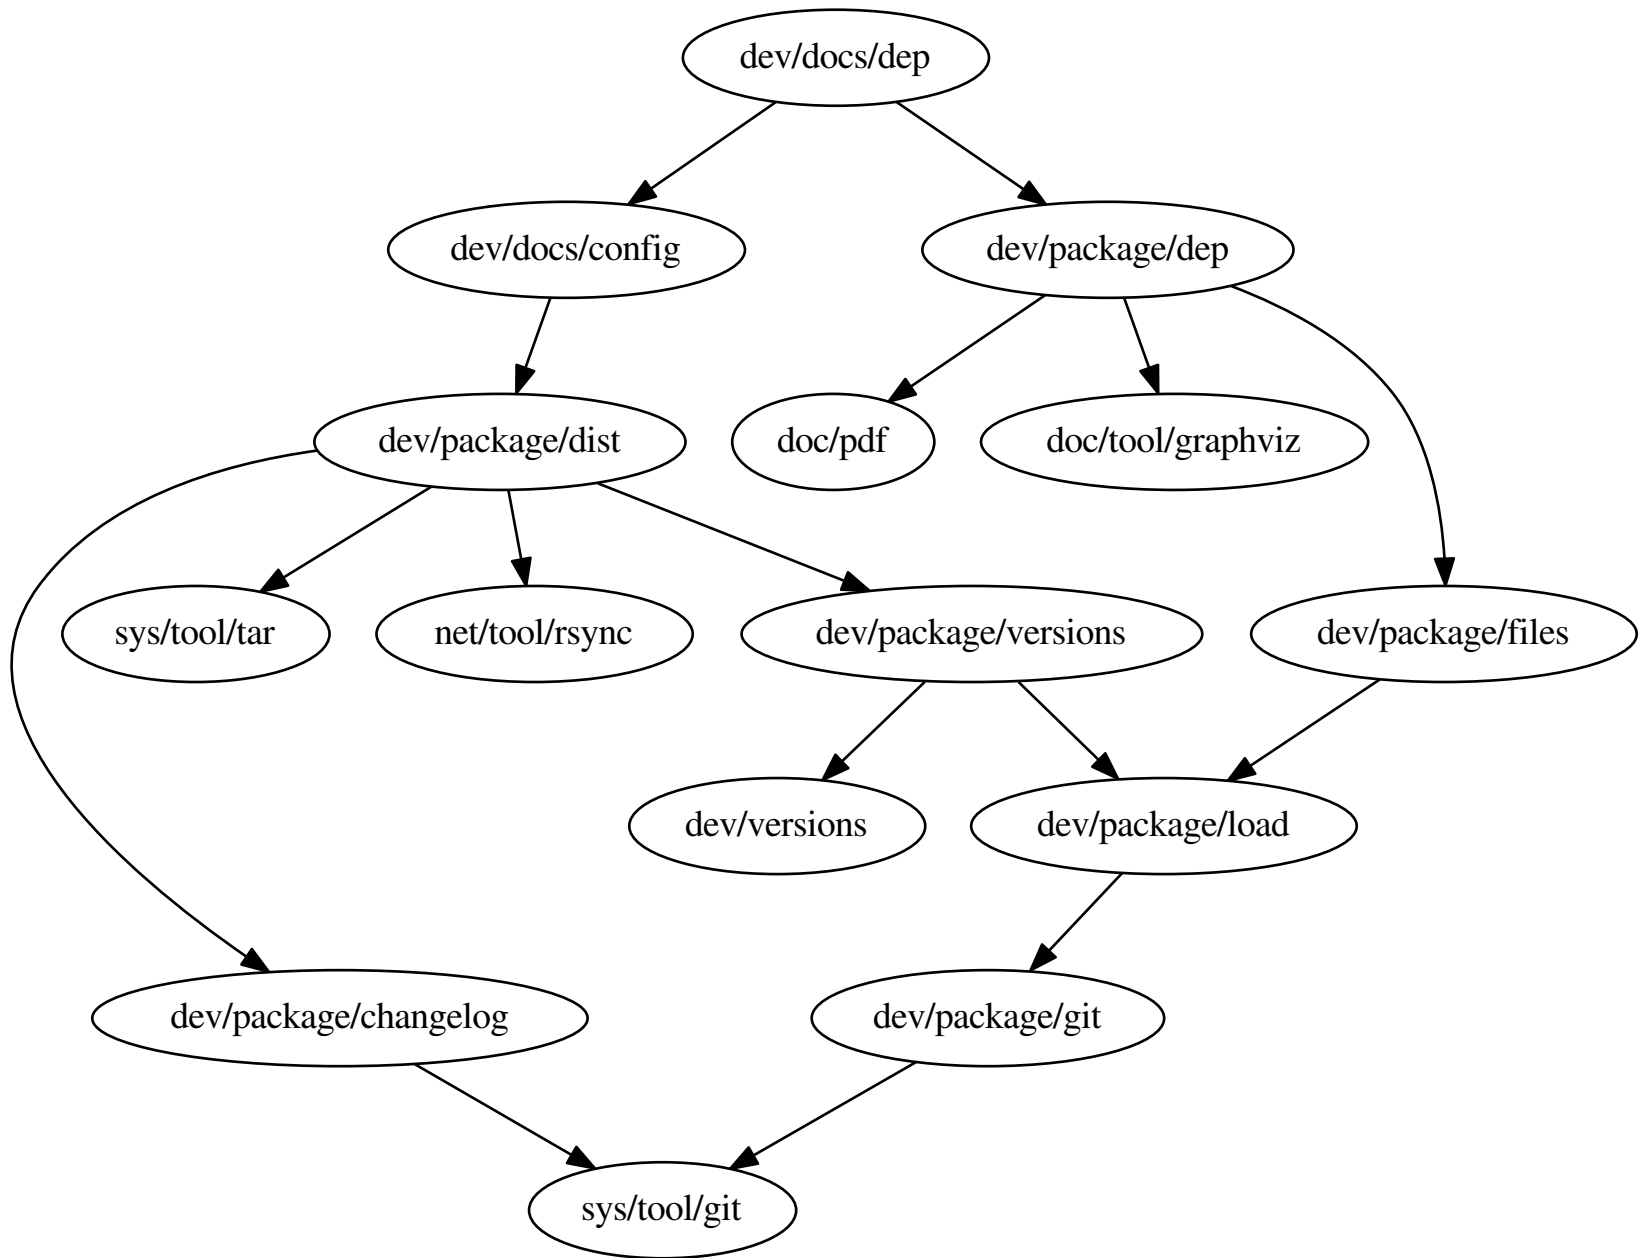 dev/docs/dep
dev/docs/config
dev/package/dep
dev/package/dist
doc/pdf
doc/tool/graphviz
sys/tool/tar
net/tool/rsync
dev/package/versions
dev/package/files
dev/versions
dev/package/load
dev/package/changelog
dev/package/git
sys/tool/git